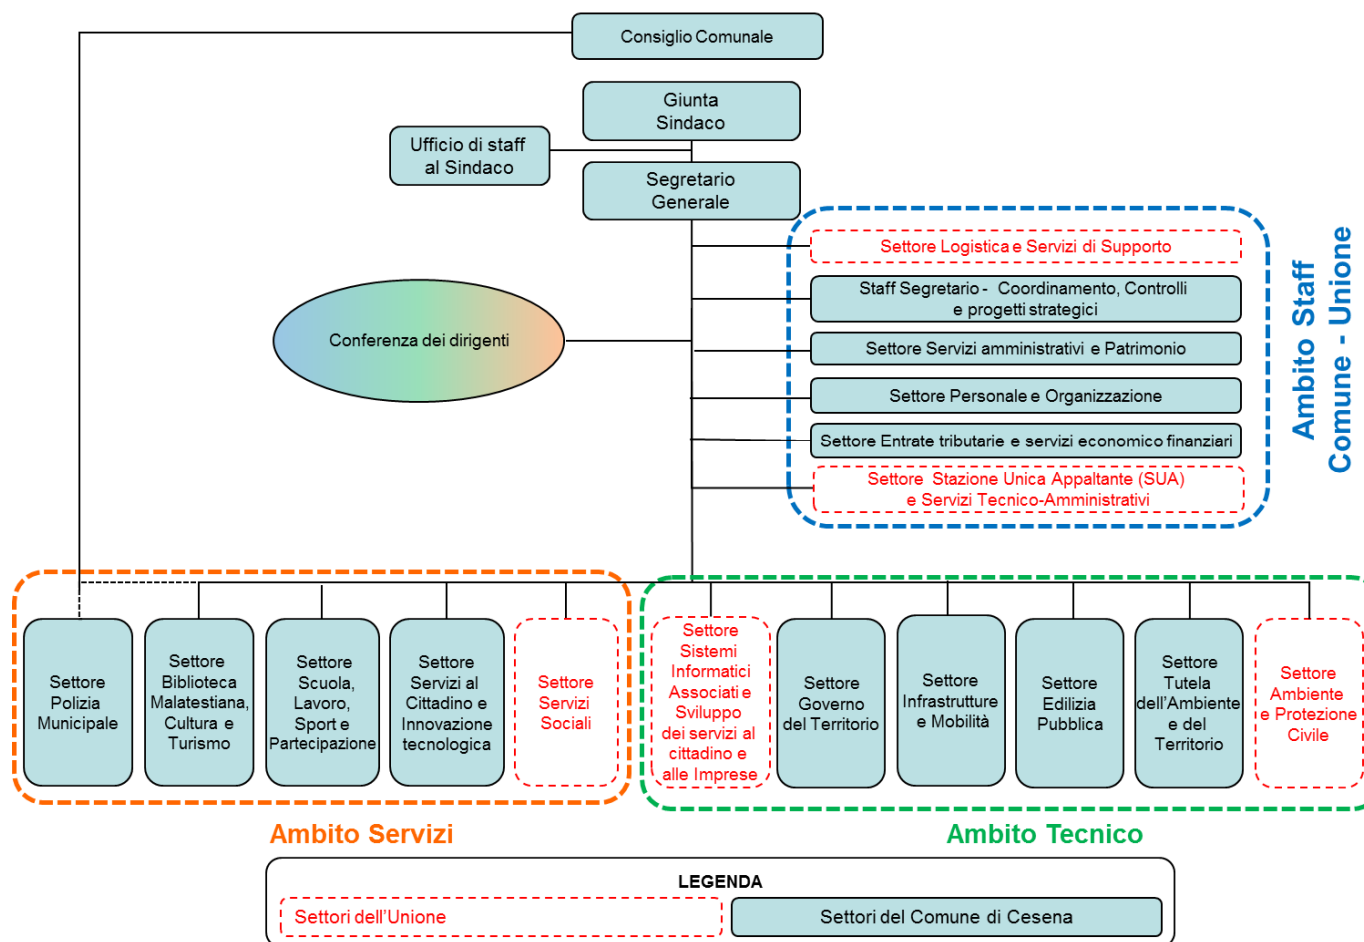 Consiglio Comunale
Giunta
Sindaco
Ufficio di staff
al Sindaco
Segretario
Generale
Settore Logistica e Servizi di Supporto
Staff Segretario - Coordinamento, Controlli
e progetti strategici
Conferenza dei dirigenti
Settore Servizi amministrativi e Patrimonio
Settore Personale e Organizzazione
Settore Entrate tributarie e servizi economico finanziari
Settore Stazione Unica Appaltante (SUA)
e Servizi Tecnico-Amministrativi
Ambito Staff
Comune - Unione
Settore
Polizia
Municipale
Settore
Biblioteca
Malatestiana,
Cultura e
Turismo
Settore
Scuola,
Lavoro,
Sport e
Partecipazione
Settore
Servizi al
Cittadino e
Innovazione
tecnologica
Settore
Servizi
Sociali
Settore
Sistemi
Informatici
Associati e
Sviluppo
dei servizi al
cittadino e
alle Imprese
Settore
Governo
del Territorio
Settore
Infrastrutture
e Mobilità
Settore
Edilizia
Pubblica
Settore
Tutela
dell’Ambiente
e del
Territorio
Settore
Ambiente
e Protezione
Civile
Ambito Servizi
Ambito Tecnico
LEGENDA
Settori dell’Unione
Settori del Comune di Cesena